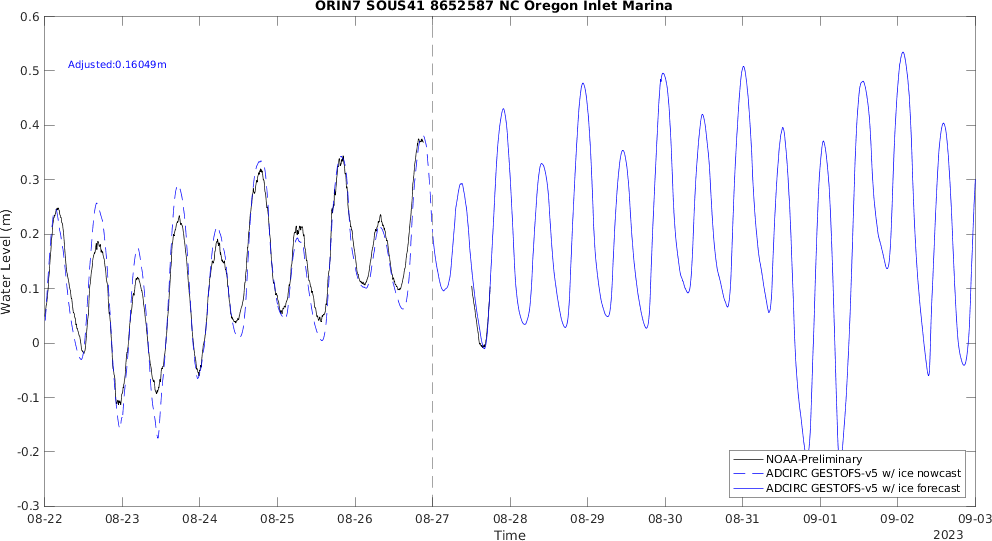 ORIN7 SOUS41 8652587 NC Oregon Inlet Marina
Adjusted:0.16049m
Water Level (m)
0.6
0.5
0.4
0.3
0.2
0.1
0
-0.1
-0.2
-0.3
NOAA-Preliminary
ADCIRC GESTOFS-v5 w/ ice nowcast
ADCIRC GESTOFS-v5 w/ ice forecast
08-22 08-23 08-24 08-25 08-26 08-27 08-28 08-29 08-30 08-31 09-01 09-02 09-03
Time
2023